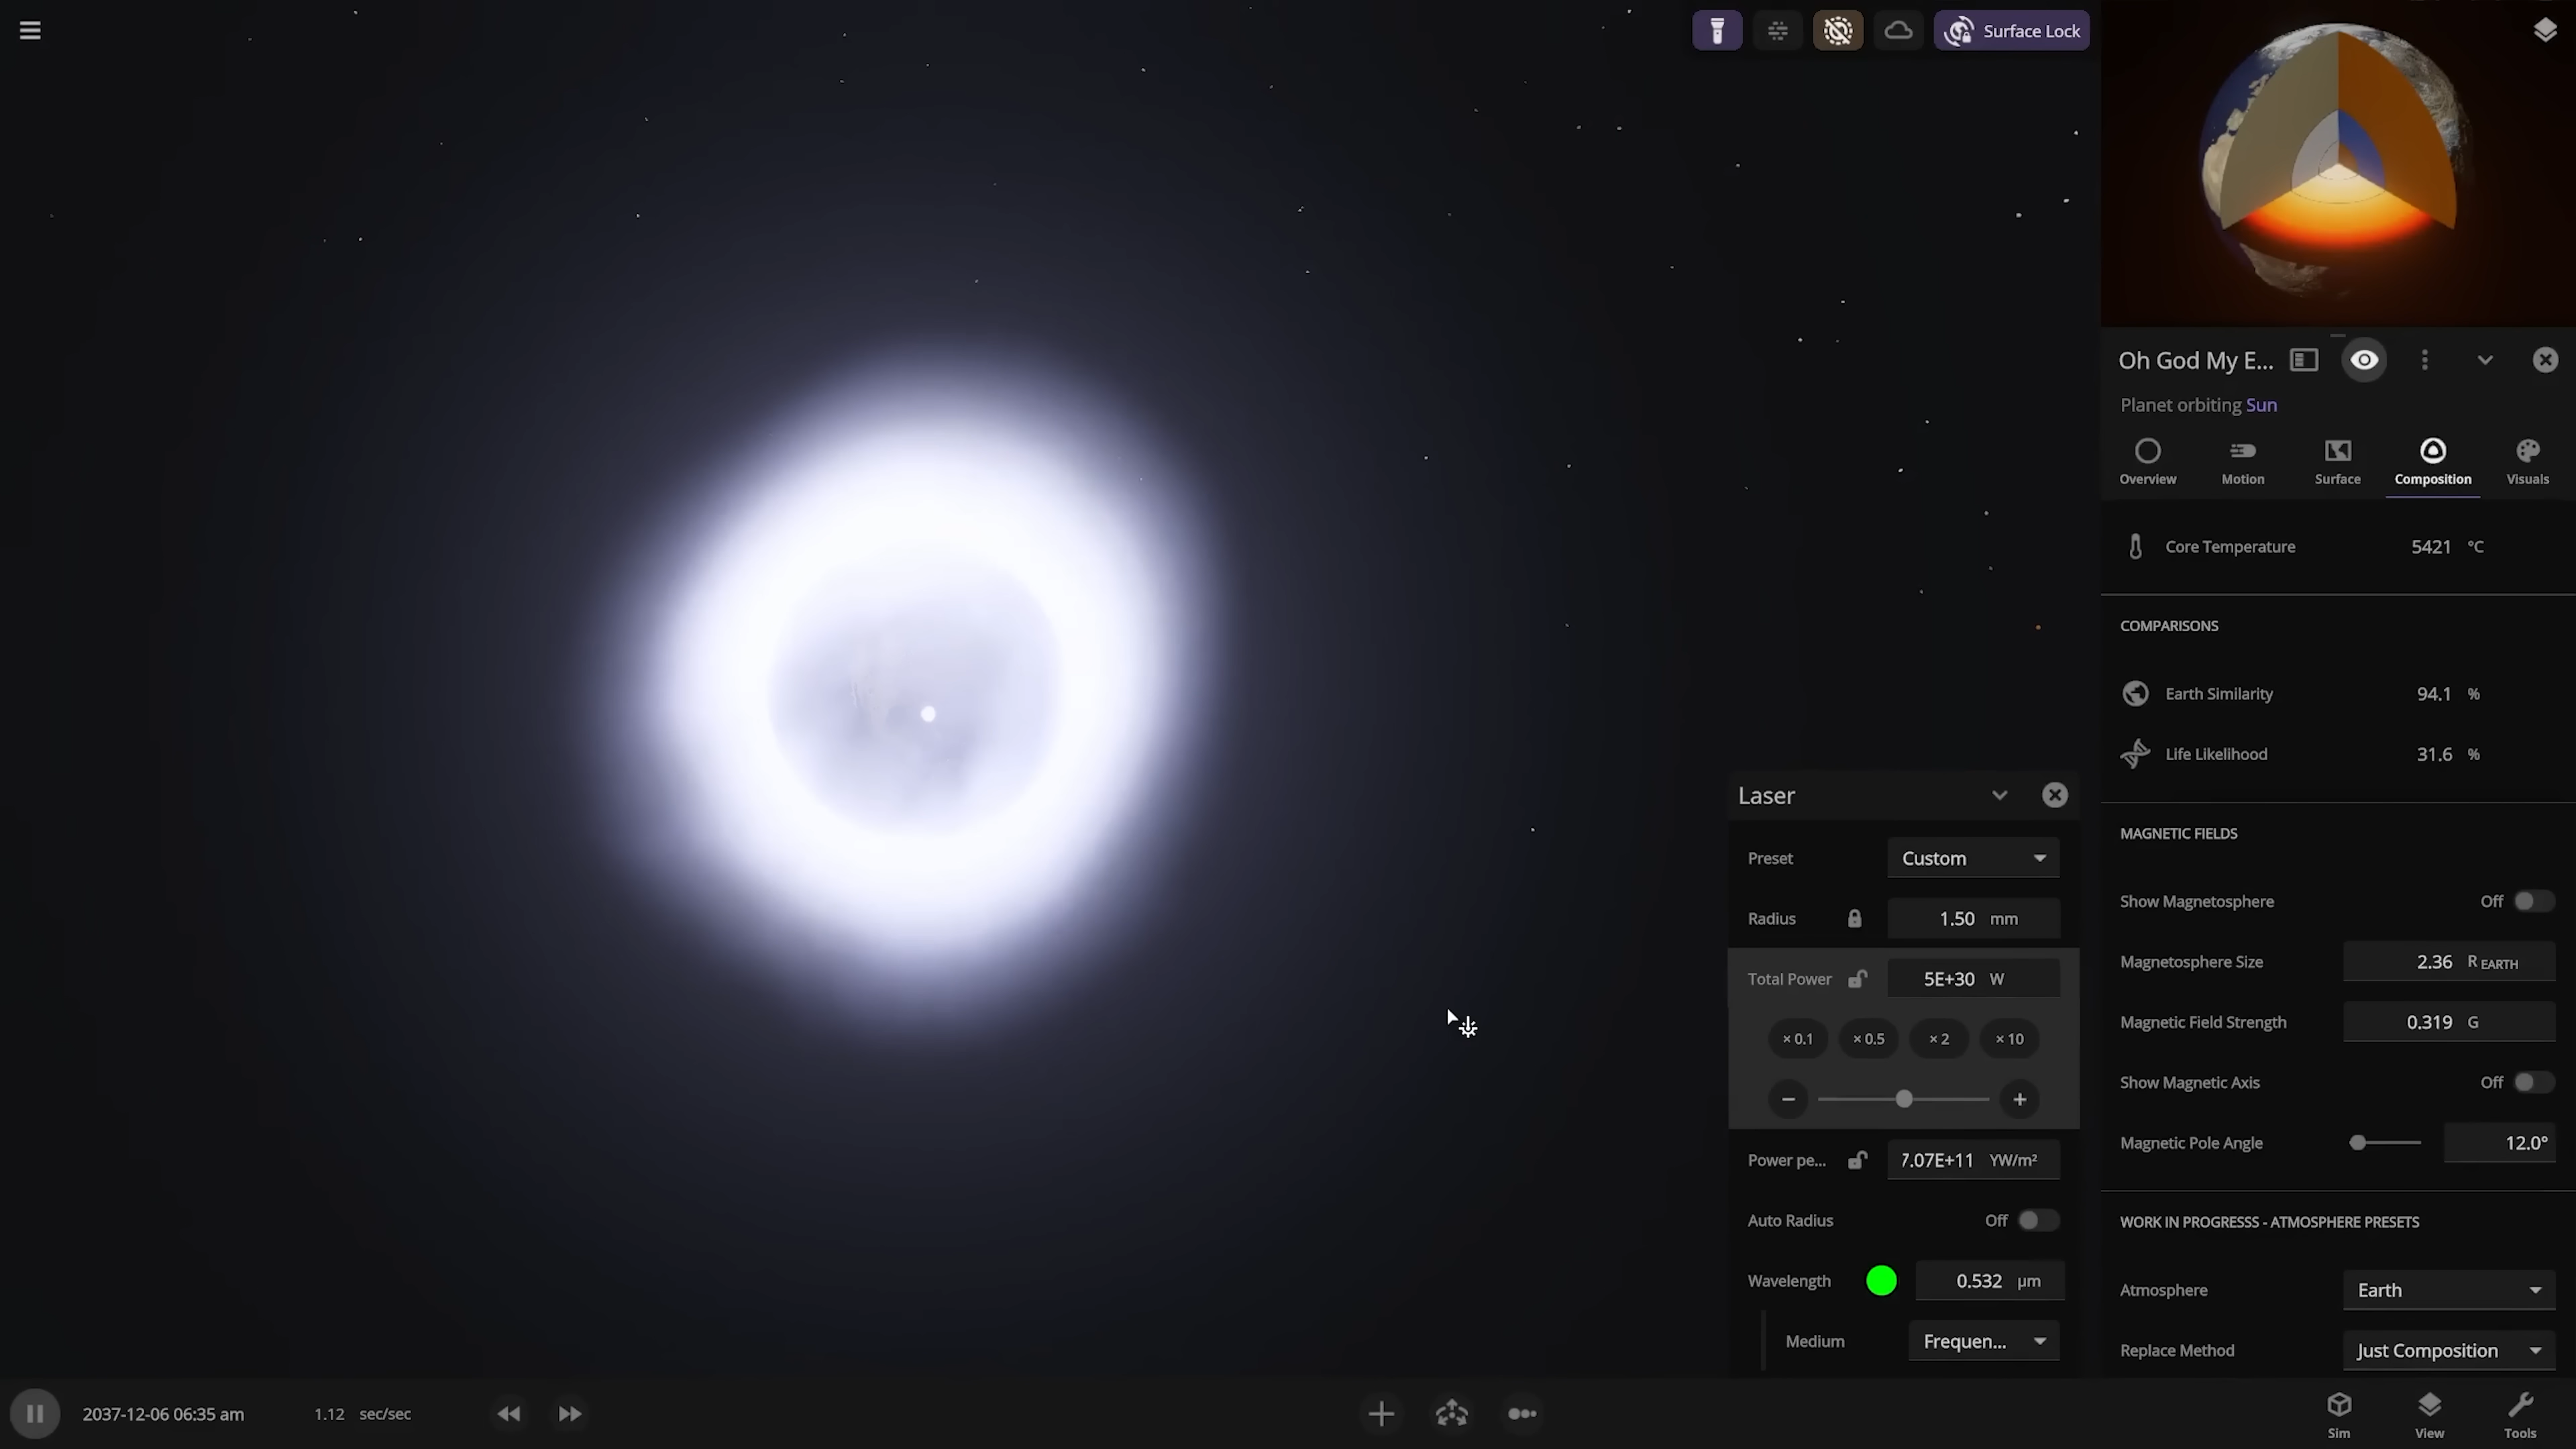 Surface Lock
Oh God My E...
Planet orbiting Sun
Overview
Motion
Surface
Composition
Visuals
Core Temperature 5421 °C
COMPARISONS
Earth Similarity 94.1 %
Life Likelihood 31.6 %
MAGNETIC FIELDS
Show Magnetosphere Off
Magnetosphere Size 2.36 R EARTH
Magnetic Field Strength 0.319 G
Show Magnetic Axis Off
Magnetic Pole Angle 12.0°
WORK IN PROGRESSS - ATMOSPHERE PRESETS
Atmosphere Earth
Replace Method Just Composition
Laser
Preset Custom
Radius 1.50 mm
Total Power 5E+30 W
× 0.1 × 0.5 × 2 × 10
Power pe... 7.07E+11 YW/m²
Auto Radius Off
Wavelength 0.532 μm
Medium Frequen...
2037-12-06 06:35 am 1.12 sec/sec
Sim
View
Tools